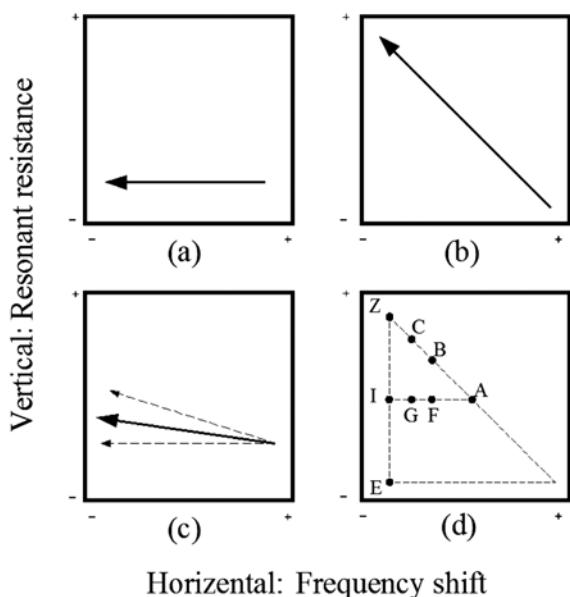 Vertical: Resonant resistance
+ +
- -
- + - +
(a) (b)
+ +
Z
C
B
I A
G F
E
- -
- + - +
(c) (d)
Horizental: Frequency shift